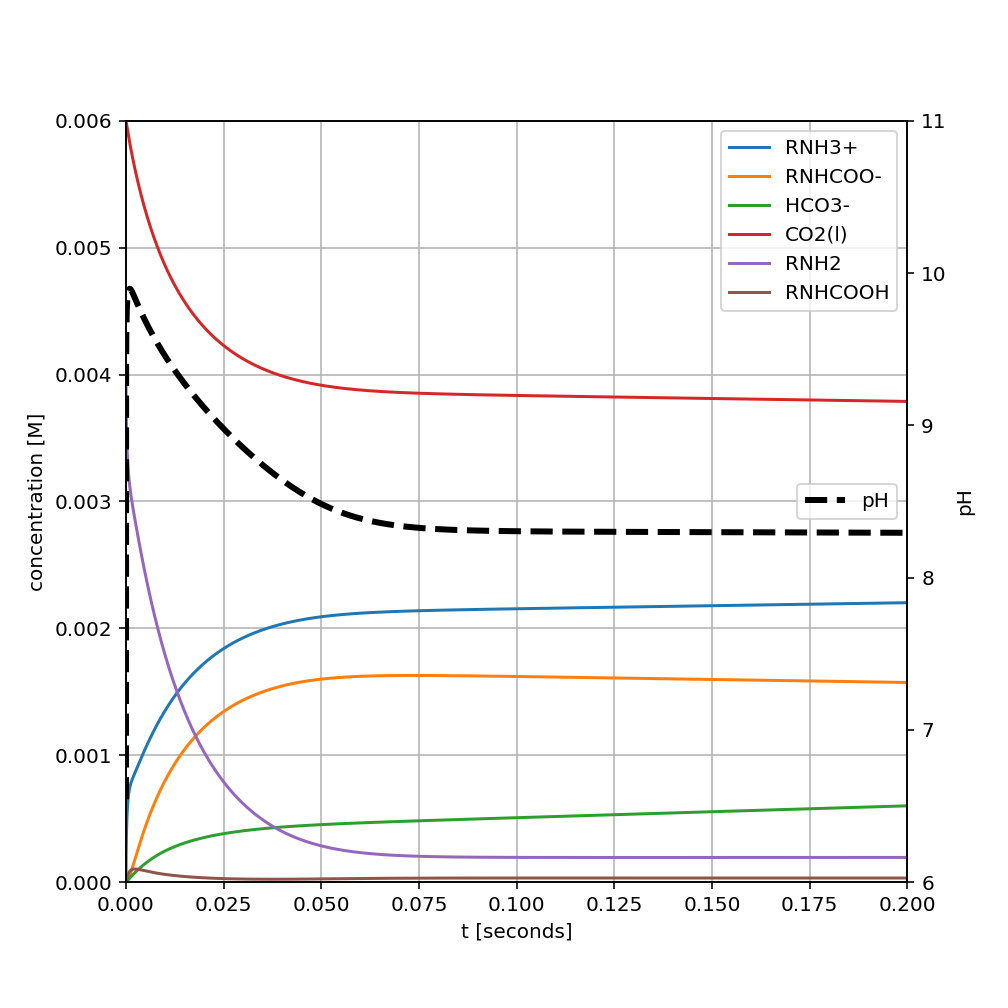 0.006
0.005
0.004
0.003
0.002
0.001
0.000
concentration [M]
11
10
9
8
7
6
pH
RNH3+
RNHCOO-
HCO3-
CO2(l)
RNH2
RNHCOOH
pH
0.000 0.025 0.050 0.075 0.100 0.125 0.150 0.175 0.200
t [seconds]